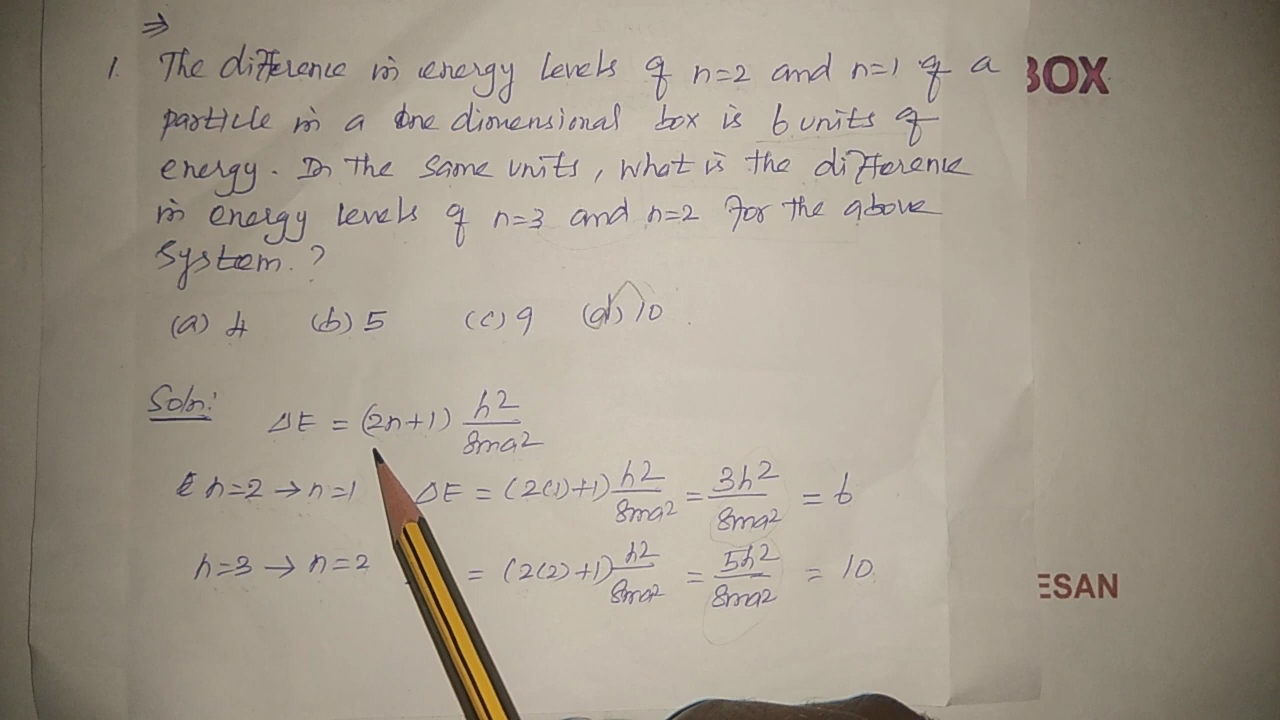 ⇒
1. The difference in energy levels of n=2 and n=1 of a
particle in a one dimensional box is 6 units of
energy. In the same units, what is the difference
in energy levels of n=3 and n=2 for the above
system.?
(a) 4 (b) 5 (c) 9 (d) 10
Soln:
ΔE = (2n+1) h2/8ma2
n=2 → n=1 ΔE = (2(1)+1) h2/8ma2 = 3h2/8ma2 = 6
n=3 → n=2 = (2(2)+1) h2/8ma2 = 5h2/8ma2 = 10
BOX
ESAN